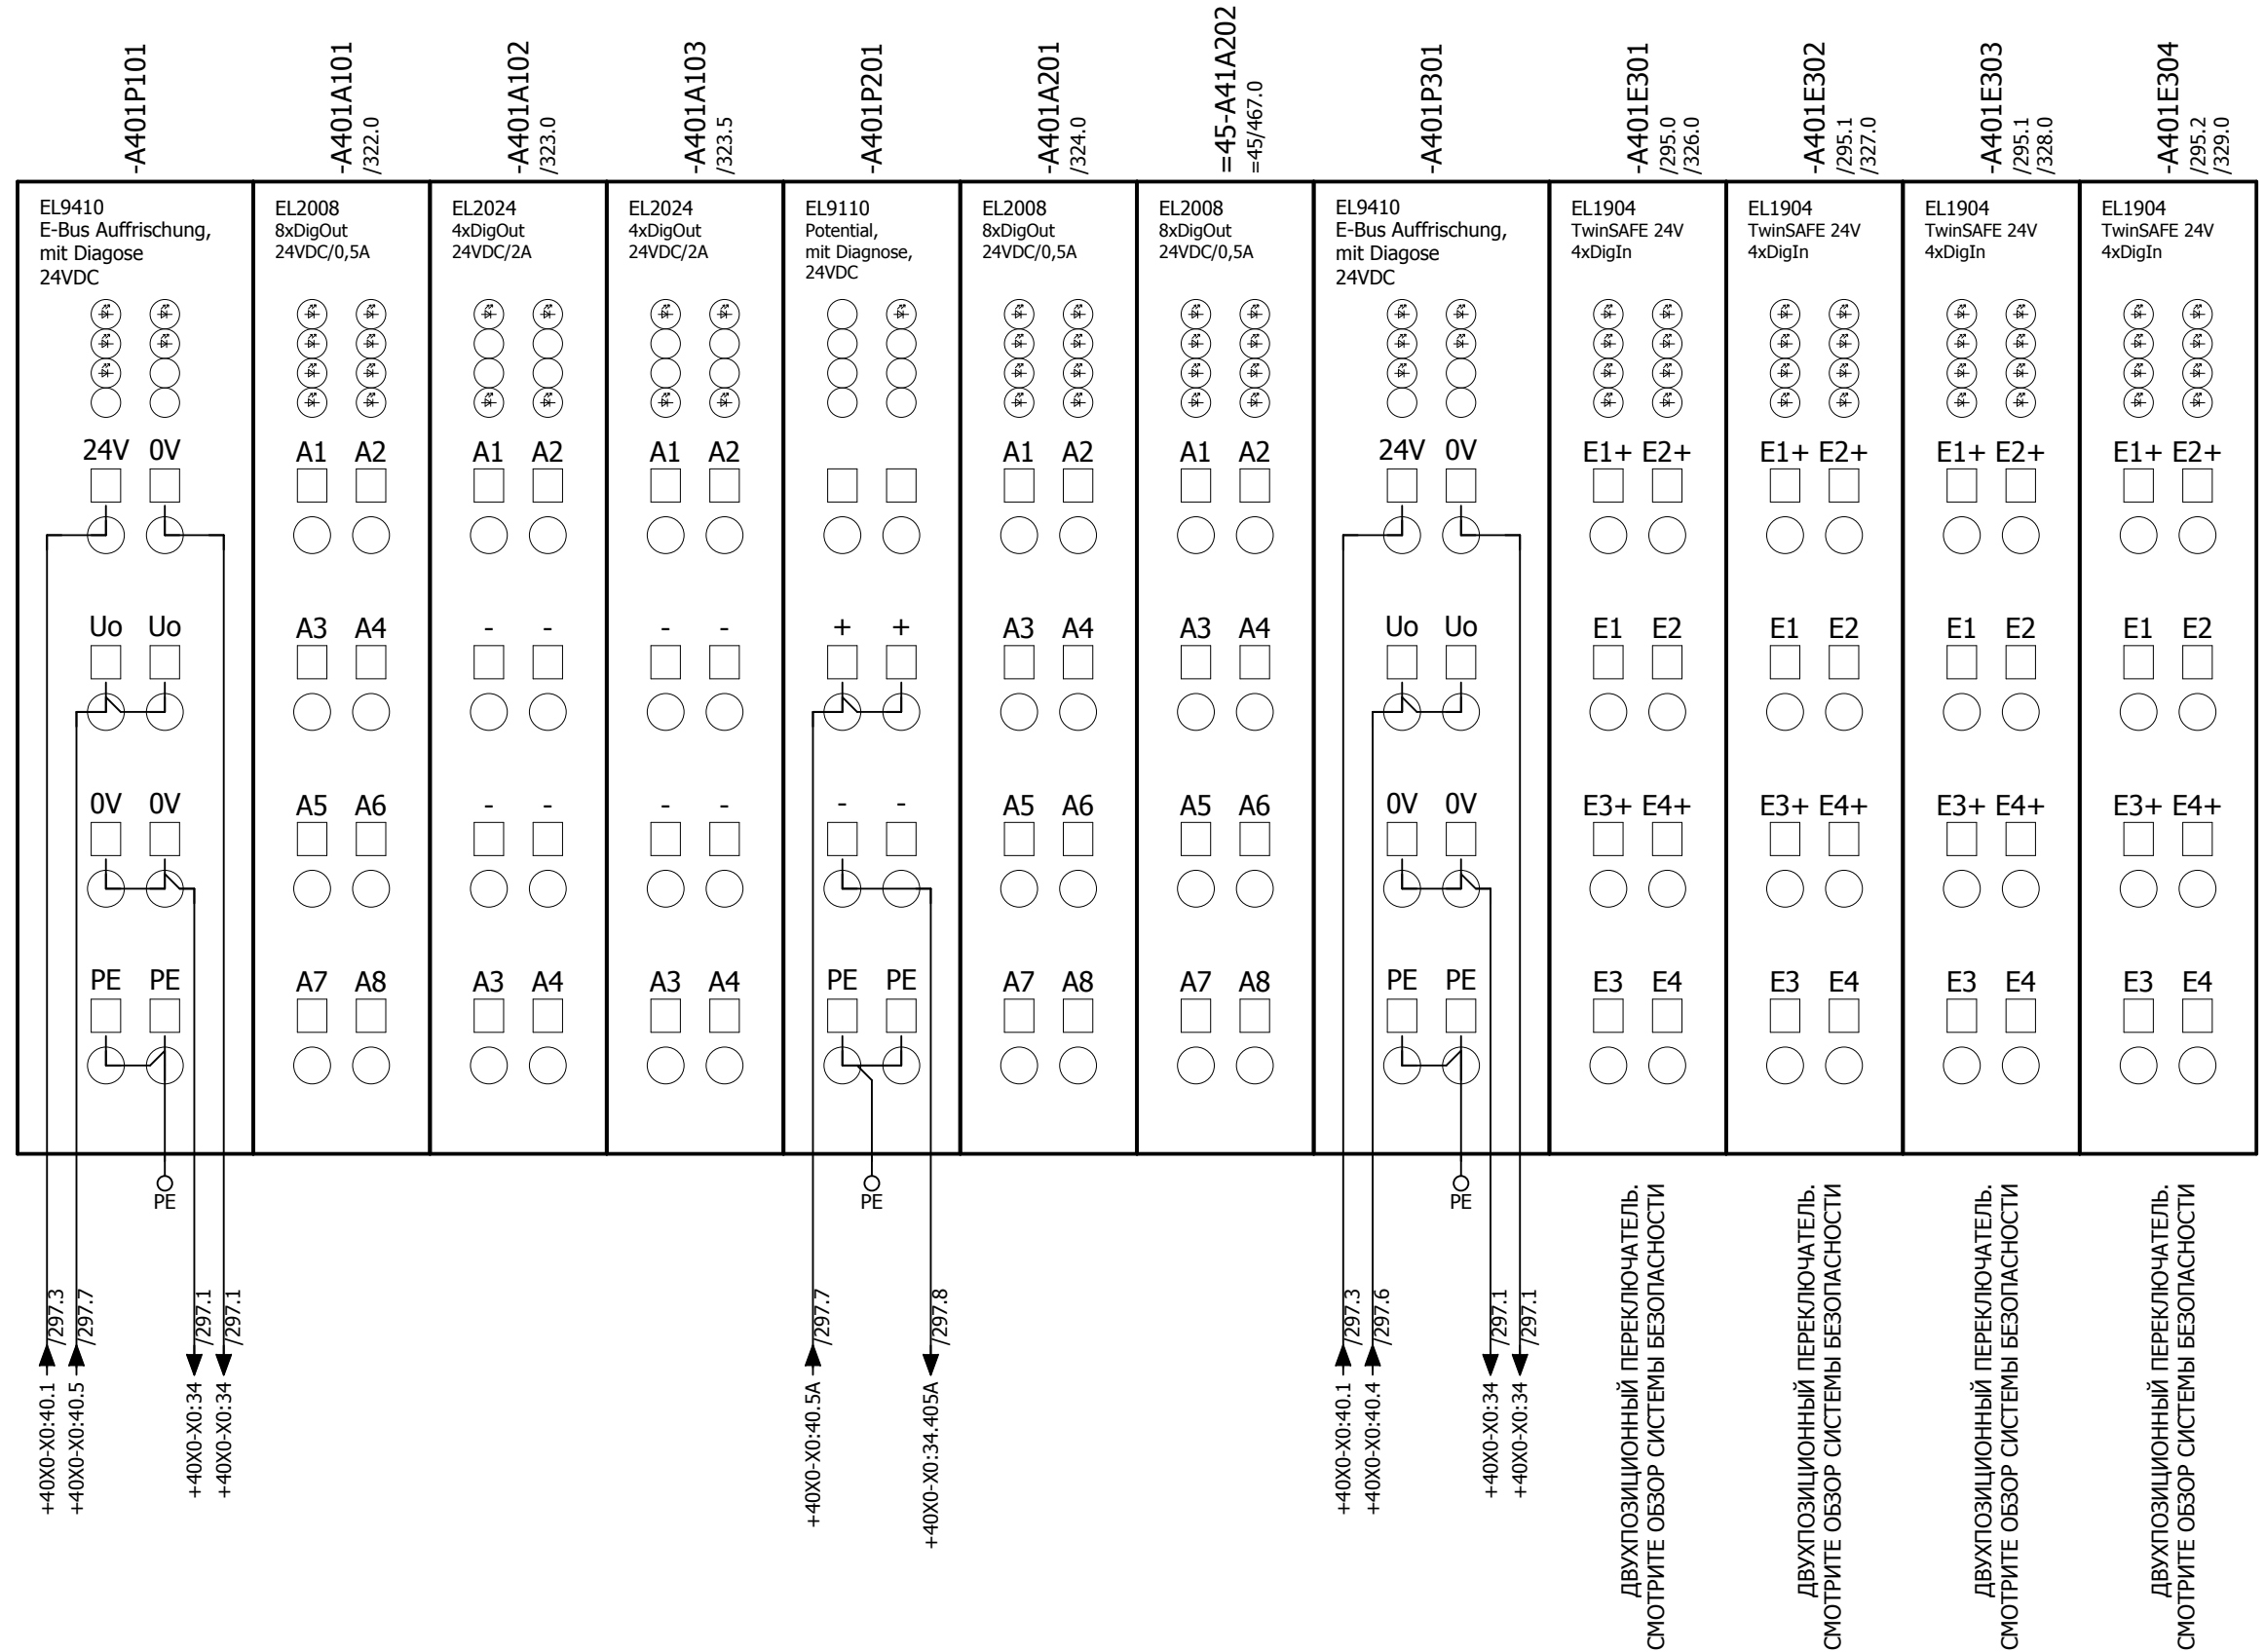 -A401P101
-A401A101
/322.0
-A401A102
/323.0
-A401A103
/323.5
-A401P201
-A401A201
/324.0
=45-A41A202
=45/467.0
-A401P301
-A401E301
/295.0
/326.0
-A401E302
/295.1
/327.0
-A401E303
/295.1
/328.0
-A401E304
/295.2
/329.0
EL9410
E-Bus Auffrischung,
mit Diagose
24VDC
EL2008
8xDigOut
24VDC/0,5A
EL2024
4xDigOut
24VDC/2A
EL2024
4xDigOut
24VDC/2A
EL9110
Potential,
mit Diagnose,
24VDC
EL2008
8xDigOut
24VDC/0,5A
EL2008
8xDigOut
24VDC/0,5A
EL9410
E-Bus Auffrischung,
mit Diagose
24VDC
EL1904
TwinSAFE 24V
4xDigIn
EL1904
TwinSAFE 24V
4xDigIn
EL1904
TwinSAFE 24V
4xDigIn
EL1904
TwinSAFE 24V
4xDigIn
24V 0V A1 A2 A1 A2 A1 A2 A1 A2 A1 A2 24V 0V E1+ E2+ E1+ E2+ E1+ E2+ E1+ E2+
Uo Uo A3 A4 - - - - + + A3 A4 A3 A4 Uo Uo E1 E2 E1 E2 E1 E2 E1 E2
0V 0V A5 A6 - - - - - - A5 A6 A5 A6 0V 0V E3+ E4+ E3+ E4+ E3+ E4+ E3+ E4+
PE PE A7 A8 A3 A4 A3 A4 PE PE A7 A8 A7 A8 PE PE E3 E4 E3 E4 E3 E4 E3 E4
PE
PE
PE
/297.3
+40X0-X0:40.1
/297.7
+40X0-X0:40.5
/297.1
+40X0-X0:34
/297.1
+40X0-X0:34
/297.7
+40X0-X0:40.5A
/297.8
+40X0-X0:34.405A
/297.3
+40X0-X0:40.1
/297.6
+40X0-X0:40.4
/297.1
+40X0-X0:34
/297.1
+40X0-X0:34
ДВУХПОЗИЦИОННЫЙ ПЕРЕКЛЮЧАТЕЛЬ.
СМОТРИТЕ ОБЗОР СИСТЕМЫ БЕЗОПАСНОСТИ
ДВУХПОЗИЦИОННЫЙ ПЕРЕКЛЮЧАТЕЛЬ.
СМОТРИТЕ ОБЗОР СИСТЕМЫ БЕЗОПАСНОСТИ
ДВУХПОЗИЦИОННЫЙ ПЕРЕКЛЮЧАТЕЛЬ.
СМОТРИТЕ ОБЗОР СИСТЕМЫ БЕЗОПАСНОСТИ
ДВУХПОЗИЦИОННЫЙ ПЕРЕКЛЮЧАТЕЛЬ.
СМОТРИТЕ ОБЗОР СИСТЕМЫ БЕЗОПАСНОСТИ